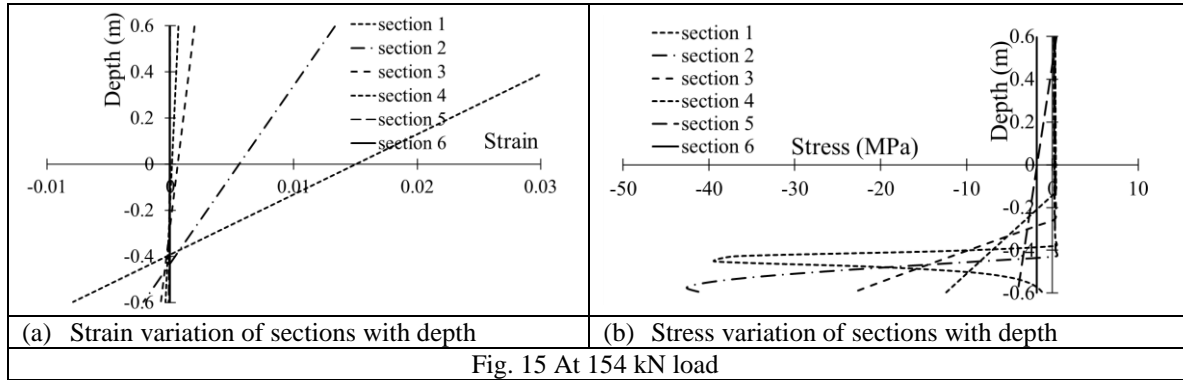 Depth (m)
0.6
0.4
0.2
0
-0.2
-0.4
-0.6
-0.01
0
0.01
0.02
0.03
Strain
section 1
section 2
section 3
section 4
section 5
section 6
(a) Strain variation of sections with depth
section 1
section 2
section 3
section 4
section 5
section 6
Stress (MPa)
Depth (m)
0.6
0.4
0.2
0
-0.2
-0.4
-0.6
-50
-40
-30
-20
-10
0
10
(b) Stress variation of sections with depth
Fig. 15 At 154 kN load